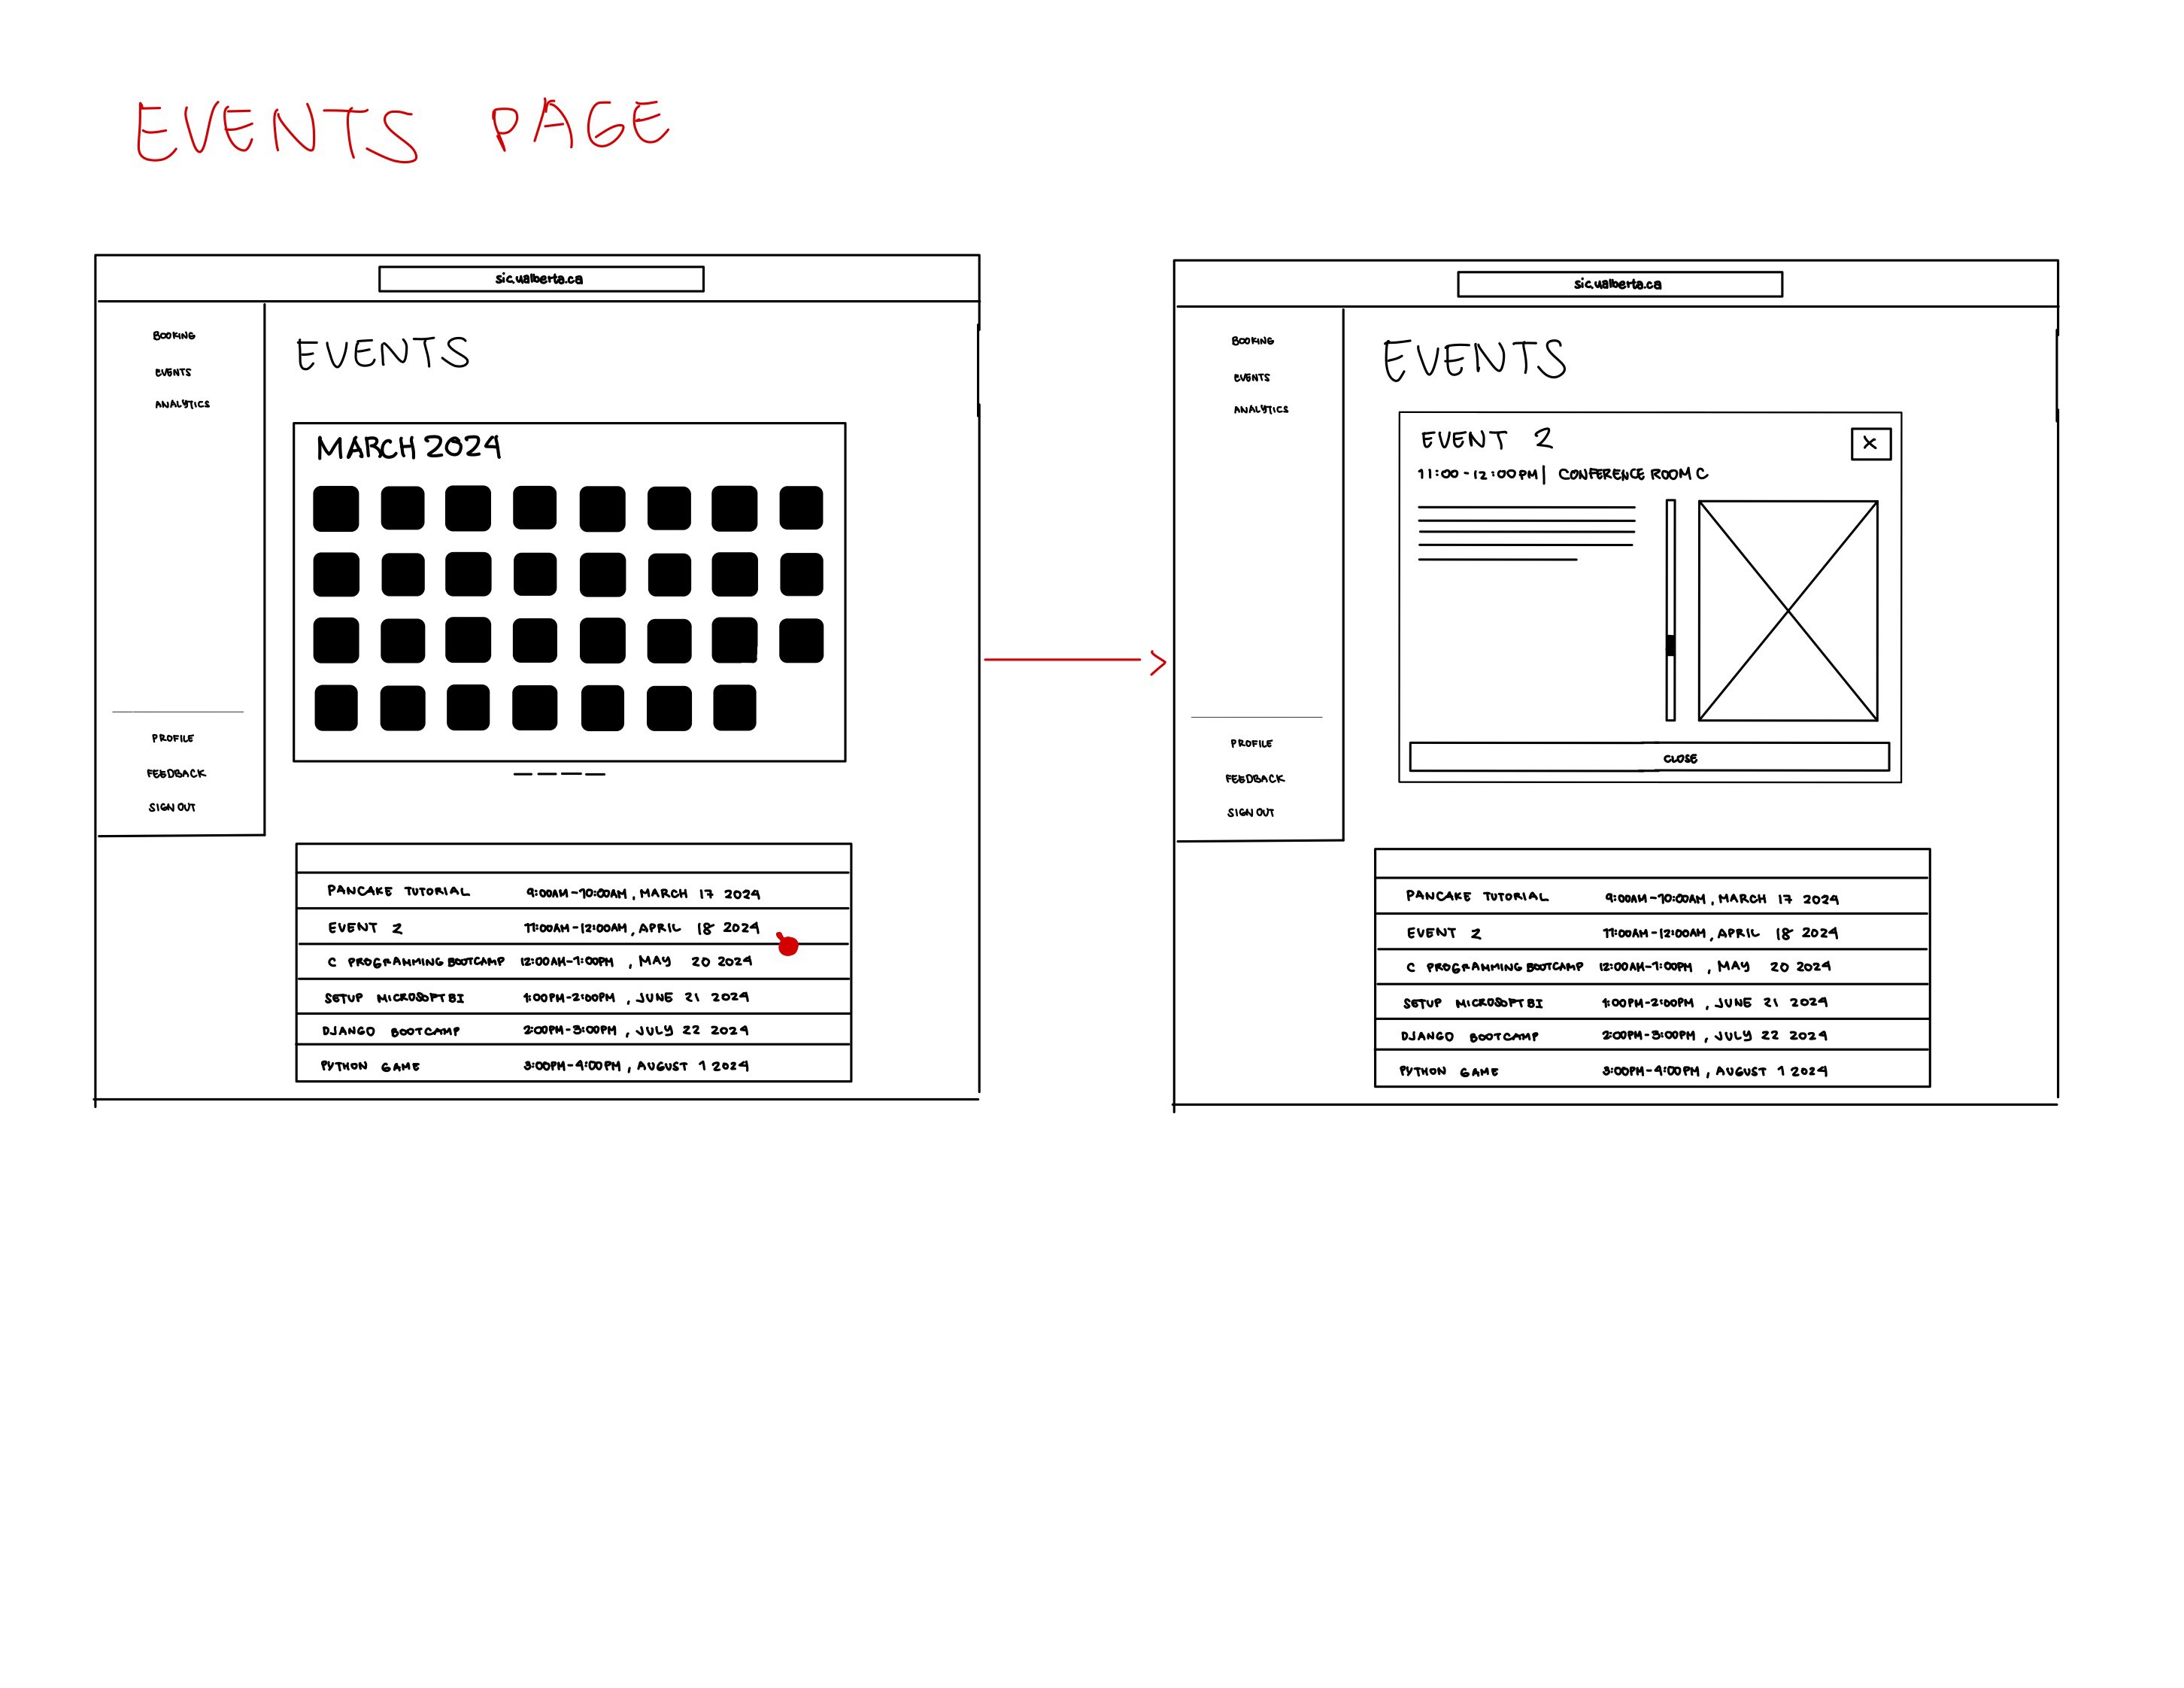 EVENTS PAGE
sic.ualberta.ca
BOOKING
EVENTS
ANALYTICS
PROFILE
FEEDBACK
SIGN OUT
EVENTS
MARCH 2024
PANCAKE TUTORIAL 9:00AM-10:00AM, MARCH 17 2024
EVENT 2 11:00AM-12:00AM, APRIL 18 2024
C PROGRAMMING BOOTCAMP 12:00AM-1:00PM, MAY 20 2024
SETUP MICROSOFT BI 1:00PM-2:00PM, JUNE 21 2024
DJANGO BOOTCAMP 2:00PM-3:00PM, JULY 22 2024
PYTHON GAME 3:00PM-4:00PM, AUGUST 1 2024
sic.ualberta.ca
BOOKING
EVENTS
ANALYTICS
PROFILE
FEEDBACK
SIGN OUT
EVENTS
EVENT 2
X
11:00-12:00PM | CONFERENCE ROOM C
CLOSE
PANCAKE TUTORIAL 9:00AM-10:00AM, MARCH 17 2024
EVENT 2 11:00AM-12:00AM, APRIL 18 2024
C PROGRAMMING BOOTCAMP 12:00AM-1:00PM, MAY 20 2024
SETUP MICROSOFT BI 1:00PM-2:00PM, JUNE 21 2024
DJANGO BOOTCAMP 2:00PM-3:00PM, JULY 22 2024
PYTHON GAME 3:00PM-4:00PM, AUGUST 1 2024